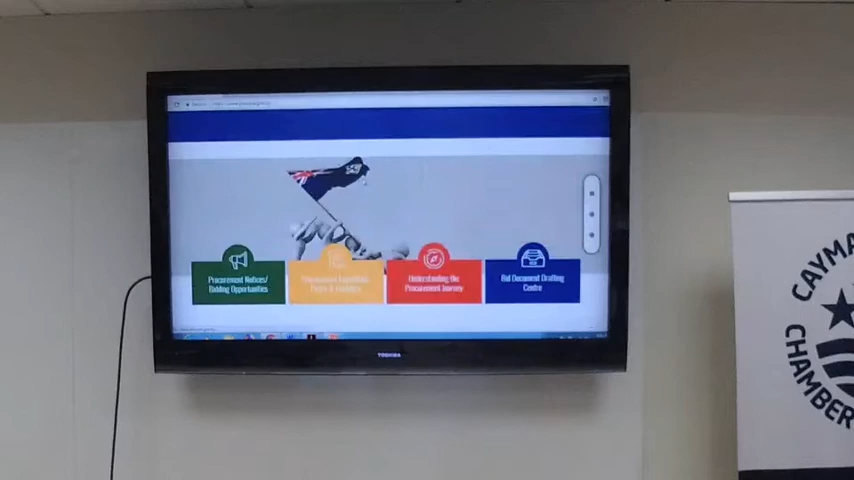 Procurement Notices/
Bidding Opportunities
Understanding the
Procurement Journey
Bid Document Drafting
Centre
TOSHIBA
CAYMA
CHAMBER